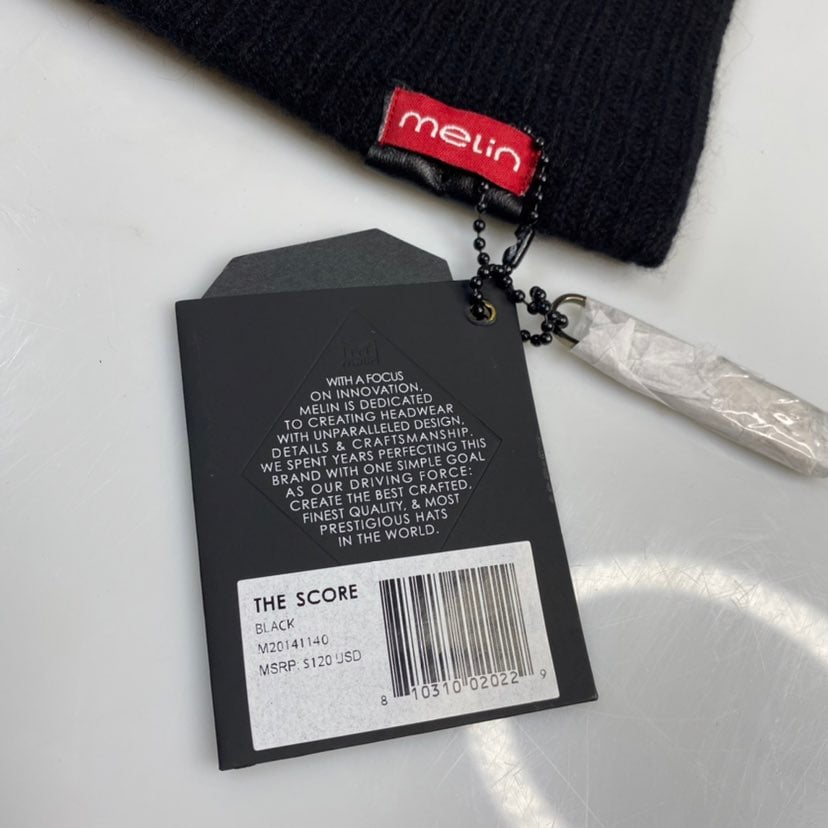 melin
WITH A FOCUS
ON INNOVATION,
MELIN IS DEDICATED
TO CREATING HEADWEAR
WITH UNPARALLELED DESIGN,
DETAILS & CRAFTSMANSHIP.
WE SPENT YEARS PERFECTING THIS
BRAND WITH ONE SIMPLE GOAL
AS OUR DRIVING FORCE:
CREATE THE BEST CRAFTED,
FINEST QUALITY, & MOST
PRESTIGIOUS HATS
IN THE WORLD.
THE SCORE
BLACK
M20141140
MSRP: $120 USD
8 10310 02022 9